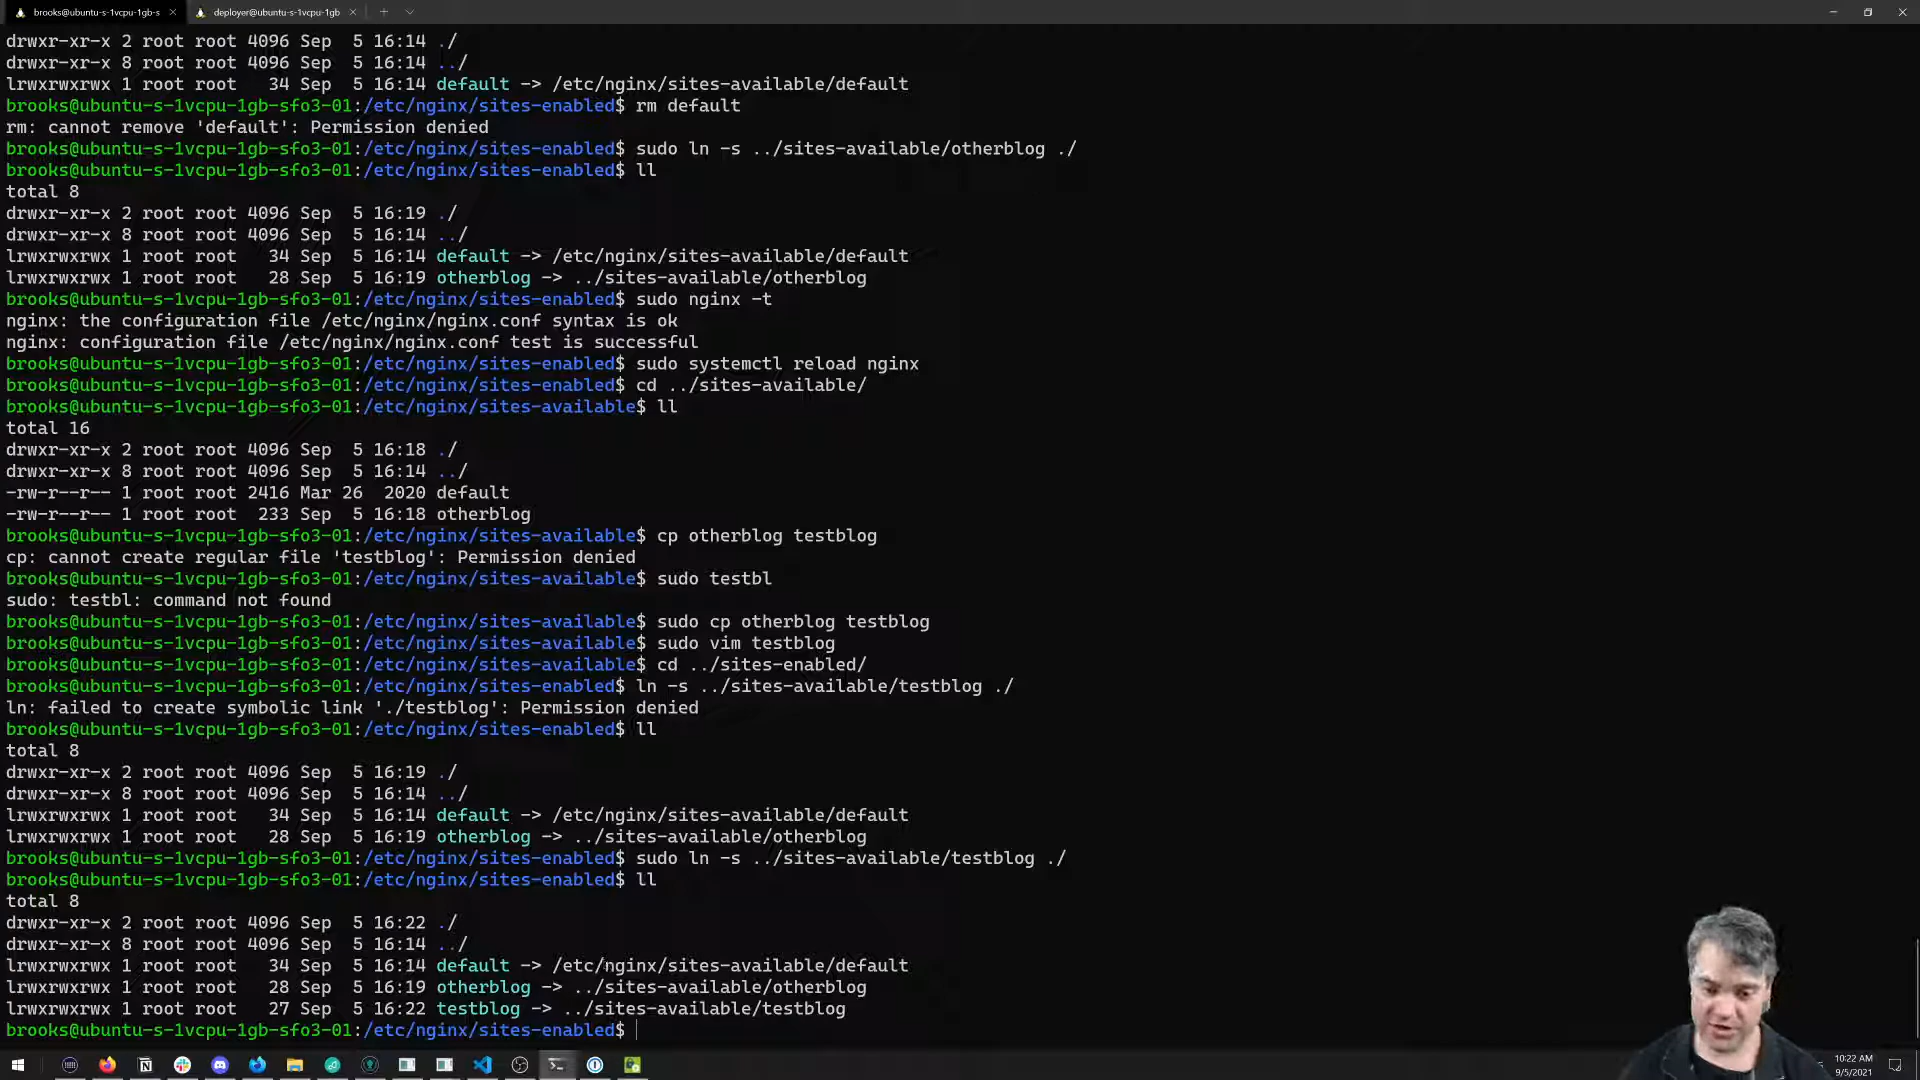 brooks@ubuntu-s-1vcpu-1gb-s
deployer@ubuntu-s-1vcpu-1gb
drwxr-xr-x 2 root root 4096 Sep  5 16:14 ./
drwxr-xr-x 8 root root 4096 Sep  5 16:14 ../
lrwxrwxrwx 1 root root   34 Sep  5 16:14 default -> /etc/nginx/sites-available/default
brooks@ubuntu-s-1vcpu-1gb-sfo3-01:/etc/nginx/sites-enabled$ rm default
rm: cannot remove 'default': Permission denied
brooks@ubuntu-s-1vcpu-1gb-sfo3-01:/etc/nginx/sites-enabled$ sudo ln -s ../sites-available/otherblog ./
brooks@ubuntu-s-1vcpu-1gb-sfo3-01:/etc/nginx/sites-enabled$ ll
total 8
drwxr-xr-x 2 root root 4096 Sep  5 16:19 ./
drwxr-xr-x 8 root root 4096 Sep  5 16:14 ../
lrwxrwxrwx 1 root root   34 Sep  5 16:14 default -> /etc/nginx/sites-available/default
lrwxrwxrwx 1 root root   28 Sep  5 16:19 otherblog -> ../sites-available/otherblog
brooks@ubuntu-s-1vcpu-1gb-sfo3-01:/etc/nginx/sites-enabled$ sudo nginx -t
nginx: the configuration file /etc/nginx/nginx.conf syntax is ok
nginx: configuration file /etc/nginx/nginx.conf test is successful
brooks@ubuntu-s-1vcpu-1gb-sfo3-01:/etc/nginx/sites-enabled$ sudo systemctl reload nginx
brooks@ubuntu-s-1vcpu-1gb-sfo3-01:/etc/nginx/sites-enabled$ cd ../sites-available/
brooks@ubuntu-s-1vcpu-1gb-sfo3-01:/etc/nginx/sites-available$ ll
total 16
drwxr-xr-x 2 root root 4096 Sep  5 16:18 ./
drwxr-xr-x 8 root root 4096 Sep  5 16:14 ../
-rw-r--r-- 1 root root 2416 Mar 26  2020 default
-rw-r--r-- 1 root root  233 Sep  5 16:18 otherblog
brooks@ubuntu-s-1vcpu-1gb-sfo3-01:/etc/nginx/sites-available$ cp otherblog testblog
cp: cannot create regular file 'testblog': Permission denied
brooks@ubuntu-s-1vcpu-1gb-sfo3-01:/etc/nginx/sites-available$ sudo testbl
sudo: testbl: command not found
brooks@ubuntu-s-1vcpu-1gb-sfo3-01:/etc/nginx/sites-available$ sudo cp otherblog testblog
brooks@ubuntu-s-1vcpu-1gb-sfo3-01:/etc/nginx/sites-available$ sudo vim testblog
brooks@ubuntu-s-1vcpu-1gb-sfo3-01:/etc/nginx/sites-available$ cd ../sites-enabled/
brooks@ubuntu-s-1vcpu-1gb-sfo3-01:/etc/nginx/sites-enabled$ ln -s ../sites-available/testblog ./
ln: failed to create symbolic link './testblog': Permission denied
brooks@ubuntu-s-1vcpu-1gb-sfo3-01:/etc/nginx/sites-enabled$ ll
total 8
drwxr-xr-x 2 root root 4096 Sep  5 16:19 ./
drwxr-xr-x 8 root root 4096 Sep  5 16:14 ../
lrwxrwxrwx 1 root root   34 Sep  5 16:14 default -> /etc/nginx/sites-available/default
lrwxrwxrwx 1 root root   28 Sep  5 16:19 otherblog -> ../sites-available/otherblog
brooks@ubuntu-s-1vcpu-1gb-sfo3-01:/etc/nginx/sites-enabled$ sudo ln -s ../sites-available/testblog ./
brooks@ubuntu-s-1vcpu-1gb-sfo3-01:/etc/nginx/sites-enabled$ ll
total 8
drwxr-xr-x 2 root root 4096 Sep  5 16:22 ./
drwxr-xr-x 8 root root 4096 Sep  5 16:14 ../
lrwxrwxrwx 1 root root   34 Sep  5 16:14 default -> /etc/nginx/sites-available/default
lrwxrwxrwx 1 root root   28 Sep  5 16:19 otherblog -> ../sites-available/otherblog
lrwxrwxrwx 1 root root   27 Sep  5 16:22 testblog -> ../sites-available/testblog
brooks@ubuntu-s-1vcpu-1gb-sfo3-01:/etc/nginx/sites-enabled$
10:22 AM
9/5/2021